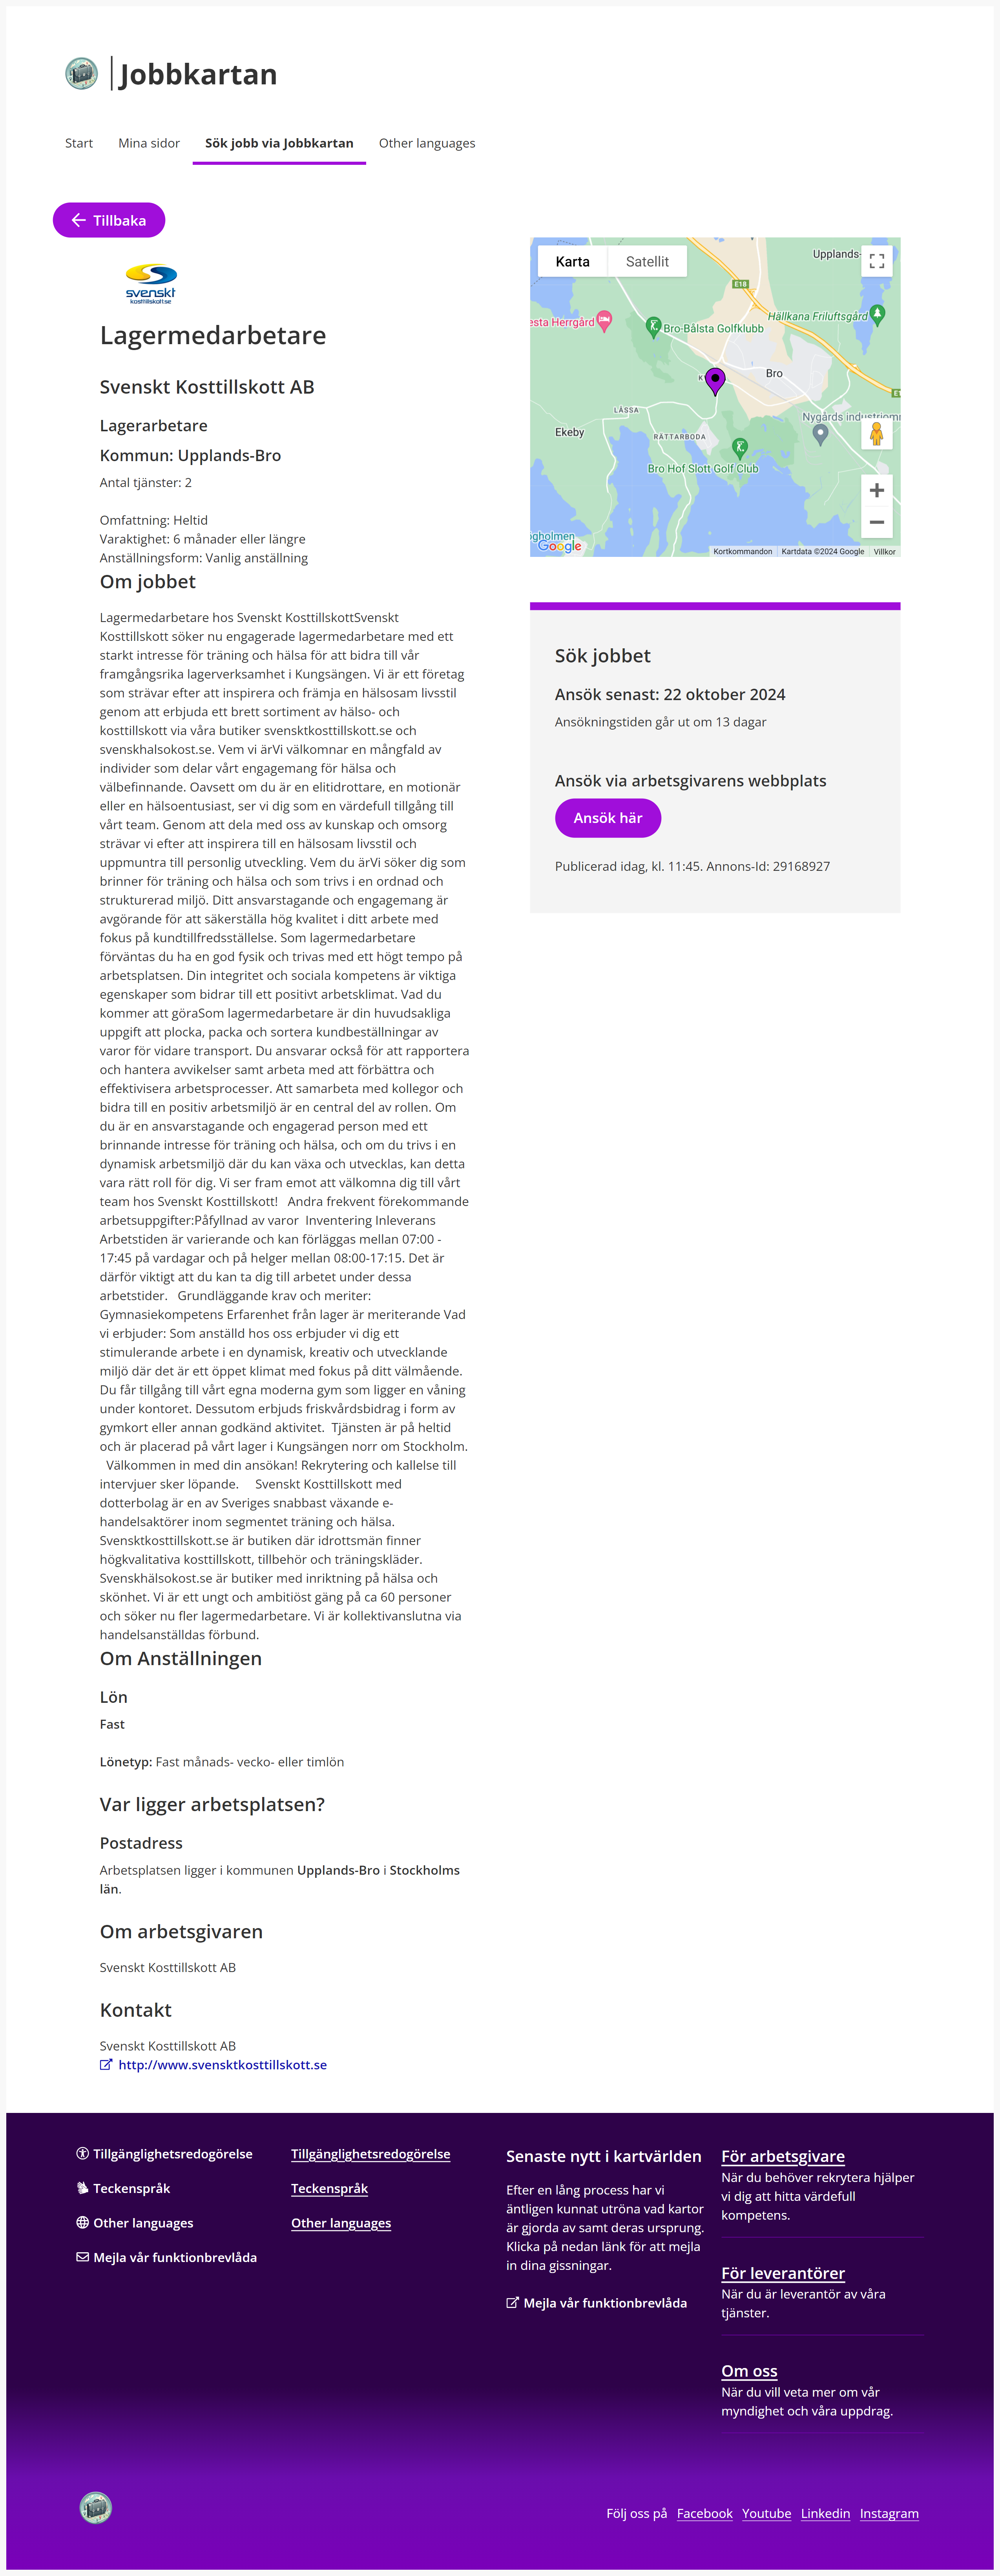 Jobbkartan
Start
Mina sidor
Sök jobb via Jobbkartan
Other languages
Tillbaka
svenskt
kosttillskott.se
Lagermedarbetare
Svenskt Kosttillskott AB
Lagerarbetare
Kommun: Upplands-Bro
Antal tjänster: 2
Omfattning: Heltid
Varaktighet: 6 månader eller längre
Anställningsform: Vanlig anställning
Om jobbet
Lagermedarbetare hos Svenskt KosttillskottSvenskt
Kosttillskott söker nu engagerade lagermedarbetare med ett
starkt intresse för träning och hälsa för att bidra till vår
framgångsrika lagerverksamhet i Kungsängen. Vi är ett företag
som strävar efter att inspirera och främja en hälsosam livsstil
genom att erbjuda ett brett sortiment av hälso- och
kosttillskott via våra butiker svensktkosttillskott.se och
svenskhalsokost.se. Vem vi ärVi välkomnar en mångfald av
individer som delar vårt engagemang för hälsa och
välbefinnande. Oavsett om du är en elitidrottare, en motionär
eller en hälsoentusiast, ser vi dig som en värdefull tillgång till
vårt team. Genom att dela med oss av kunskap och omsorg
strävar vi efter att inspirera till en hälsosam livsstil och
uppmuntra till personlig utveckling. Vem du ärVi söker dig som
brinner för träning och hälsa och som trivs i en ordnad och
strukturerad miljö. Ditt ansvarstagande och engagemang är
avgörande för att säkerställa hög kvalitet i ditt arbete med
fokus på kundtillfredsställelse. Som lagermedarbetare
förväntas du ha en god fysik och trivas med ett högt tempo på
arbetsplatsen. Din integritet och sociala kompetens är viktiga
egenskaper som bidrar till ett positivt arbetsklimat. Vad du
kommer att göraSom lagermedarbetare är din huvudsakliga
uppgift att plocka, packa och sortera kundbeställningar av
varor för vidare transport. Du ansvarar också för att rapportera
och hantera avvikelser samt arbeta med att förbättra och
effektivisera arbetsprocesser. Att samarbeta med kollegor och
bidra till en positiv arbetsmiljö är en central del av rollen. Om
du är en ansvarstagande och engagerad person med ett
brinnande intresse för träning och hälsa, och om du trivs i en
dynamisk arbetsmiljö där du kan växa och utvecklas, kan detta
vara rätt roll för dig. Vi ser fram emot att välkomna dig till vårt
team hos Svenskt Kosttillskott!   Andra frekvent förekommande
arbetsuppgifter:Påfyllnad av varor  Inventering Inleverans
Arbetstiden är varierande och kan förläggas mellan 07:00 -
17:45 på vardagar och på helger mellan 08:00-17:15. Det är
därför viktigt att du kan ta dig till arbetet under dessa
arbetstider.   Grundläggande krav och meriter:
Gymnasiekompetens Erfarenhet från lager är meriterande Vad
vi erbjuder: Som anställd hos oss erbjuder vi dig ett
stimulerande arbete i en dynamisk, kreativ och utvecklande
miljö där det är ett öppet klimat med fokus på ditt välmående.
Du får tillgång till vårt egna moderna gym som ligger en våning
under kontoret. Dessutom erbjuds friskvårdsbidrag i form av
gymkort eller annan godkänd aktivitet.  Tjänsten är på heltid
och är placerad på vårt lager i Kungsängen norr om Stockholm.
Välkommen in med din ansökan! Rekrytering och kallelse till
intervjuer sker löpande.     Svenskt Kosttillskott med
dotterbolag är en av Sveriges snabbast växande e-
handelsaktörer inom segmentet träning och hälsa.
Svensktkosttillskott.se är butiken där idrottsmän finner
högkvalitativa kosttillskott, tillbehör och träningskläder.
Svenskhälsokost.se är butiker med inriktning på hälsa och
skönhet. Vi är ett ungt och ambitiöst gäng på ca 60 personer
och söker nu fler lagermedarbetare. Vi är kollektivanslutna via
handelsanställdas förbund.
Om Anställningen
Lön
Fast
Lönetyp: Fast månads- vecko- eller timlön
Var ligger arbetsplatsen?
Postadress
Arbetsplatsen ligger i kommunen Upplands-Bro i Stockholms
län.
Om arbetsgivaren
Svenskt Kosttillskott AB
Kontakt
Svenskt Kosttillskott AB
http://www.svensktkosttillskott.se
Karta
Satellit
Upplands-
E18
Hällkana Friluftsgård
esta Herrgård
Bro-Bålsta Golfklubb
Bro
LÅSSA
Nygårds industriomr
Ekeby
RÄTTARBODA
Bro Hof Slott Golf Club
ogholmen
Google
Kortkommandon
Kartdata ©2024 Google
Villkor
Sök jobbet
Ansök senast: 22 oktober 2024
Ansökningstiden går ut om 13 dagar
Ansök via arbetsgivarens webbplats
Ansök här
Publicerad idag, kl. 11:45. Annons-Id: 29168927
Tillgänglighetsredogörelse
Teckenspråk
Other languages
Mejla vår funktionbrevlåda
Tillgänglighetsredogörelse
Teckenspråk
Other languages
Senaste nytt i kartvärlden
Efter en lång process har vi
äntligen kunnat utröna vad kartor
är gjorda av samt deras ursprung.
Klicka på nedan länk för att mejla
in dina gissningar.
Mejla vår funktionbrevlåda
För arbetsgivare
När du behöver rekrytera hjälper
vi dig att hitta värdefull
kompetens.
För leverantörer
När du är leverantör av våra
tjänster.
Om oss
När du vill veta mer om vår
myndighet och våra uppdrag.
Följ oss på
Facebook
Youtube
Linkedin
Instagram